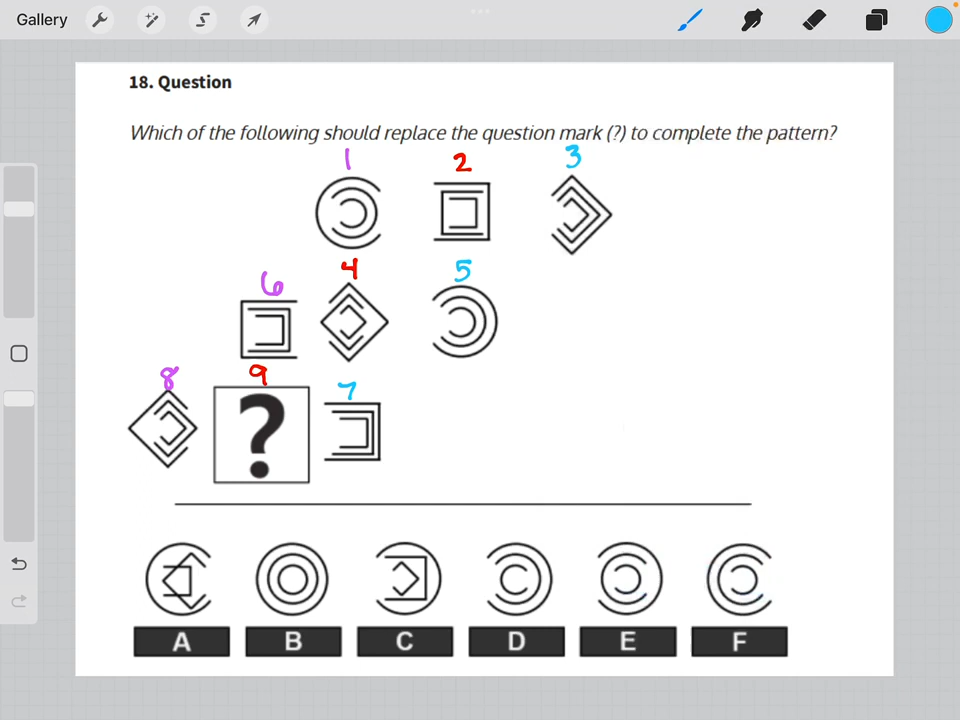 Gallery
18. Question
Which of the following should replace the question mark (?) to complete the pattern?
1 2 3
6 4 5
8 9 7
?
A B C D E F